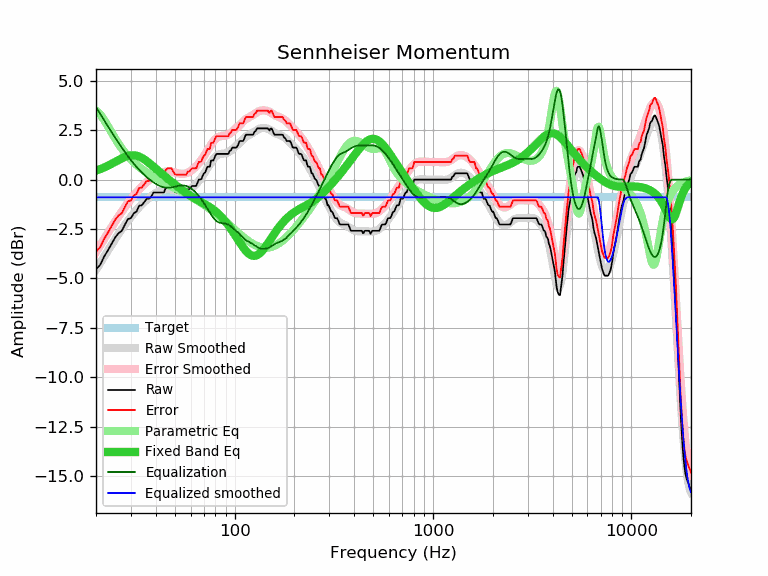 Sennheiser Momentum
5.0
2.5
0.0
−2.5
−5.0
−7.5
−10.0
−12.5
−15.0
Amplitude (dBr)
Target
Raw Smoothed
Error Smoothed
Raw
Error
Parametric Eq
Fixed Band Eq
Equalization
Equalized smoothed
100 1000 10000
Frequency (Hz)